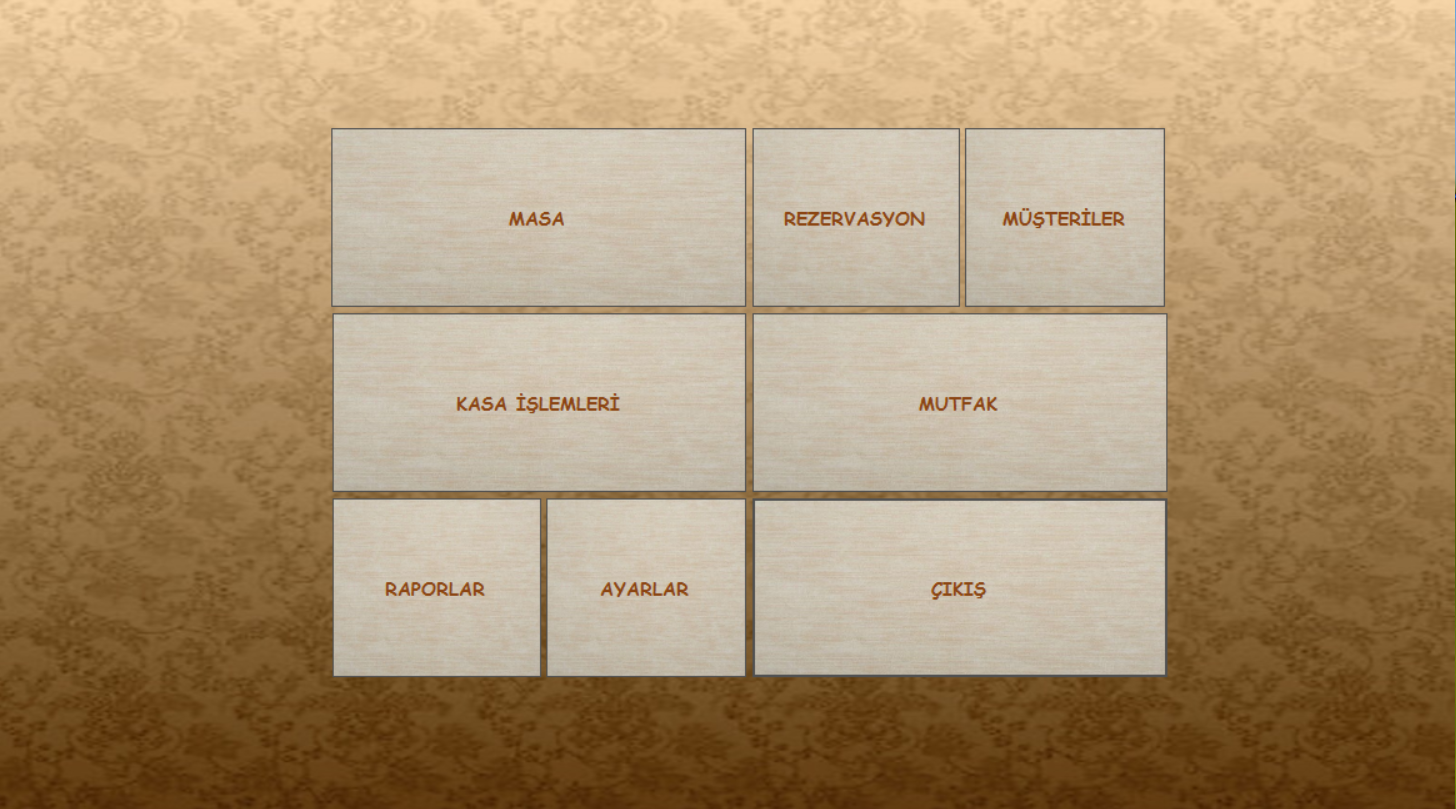 MASA
REZERVASYON
MÜŞTERİLER
KASA İŞLEMLERİ
MUTFAK
RAPORLAR
AYARLAR
ÇIKIŞ